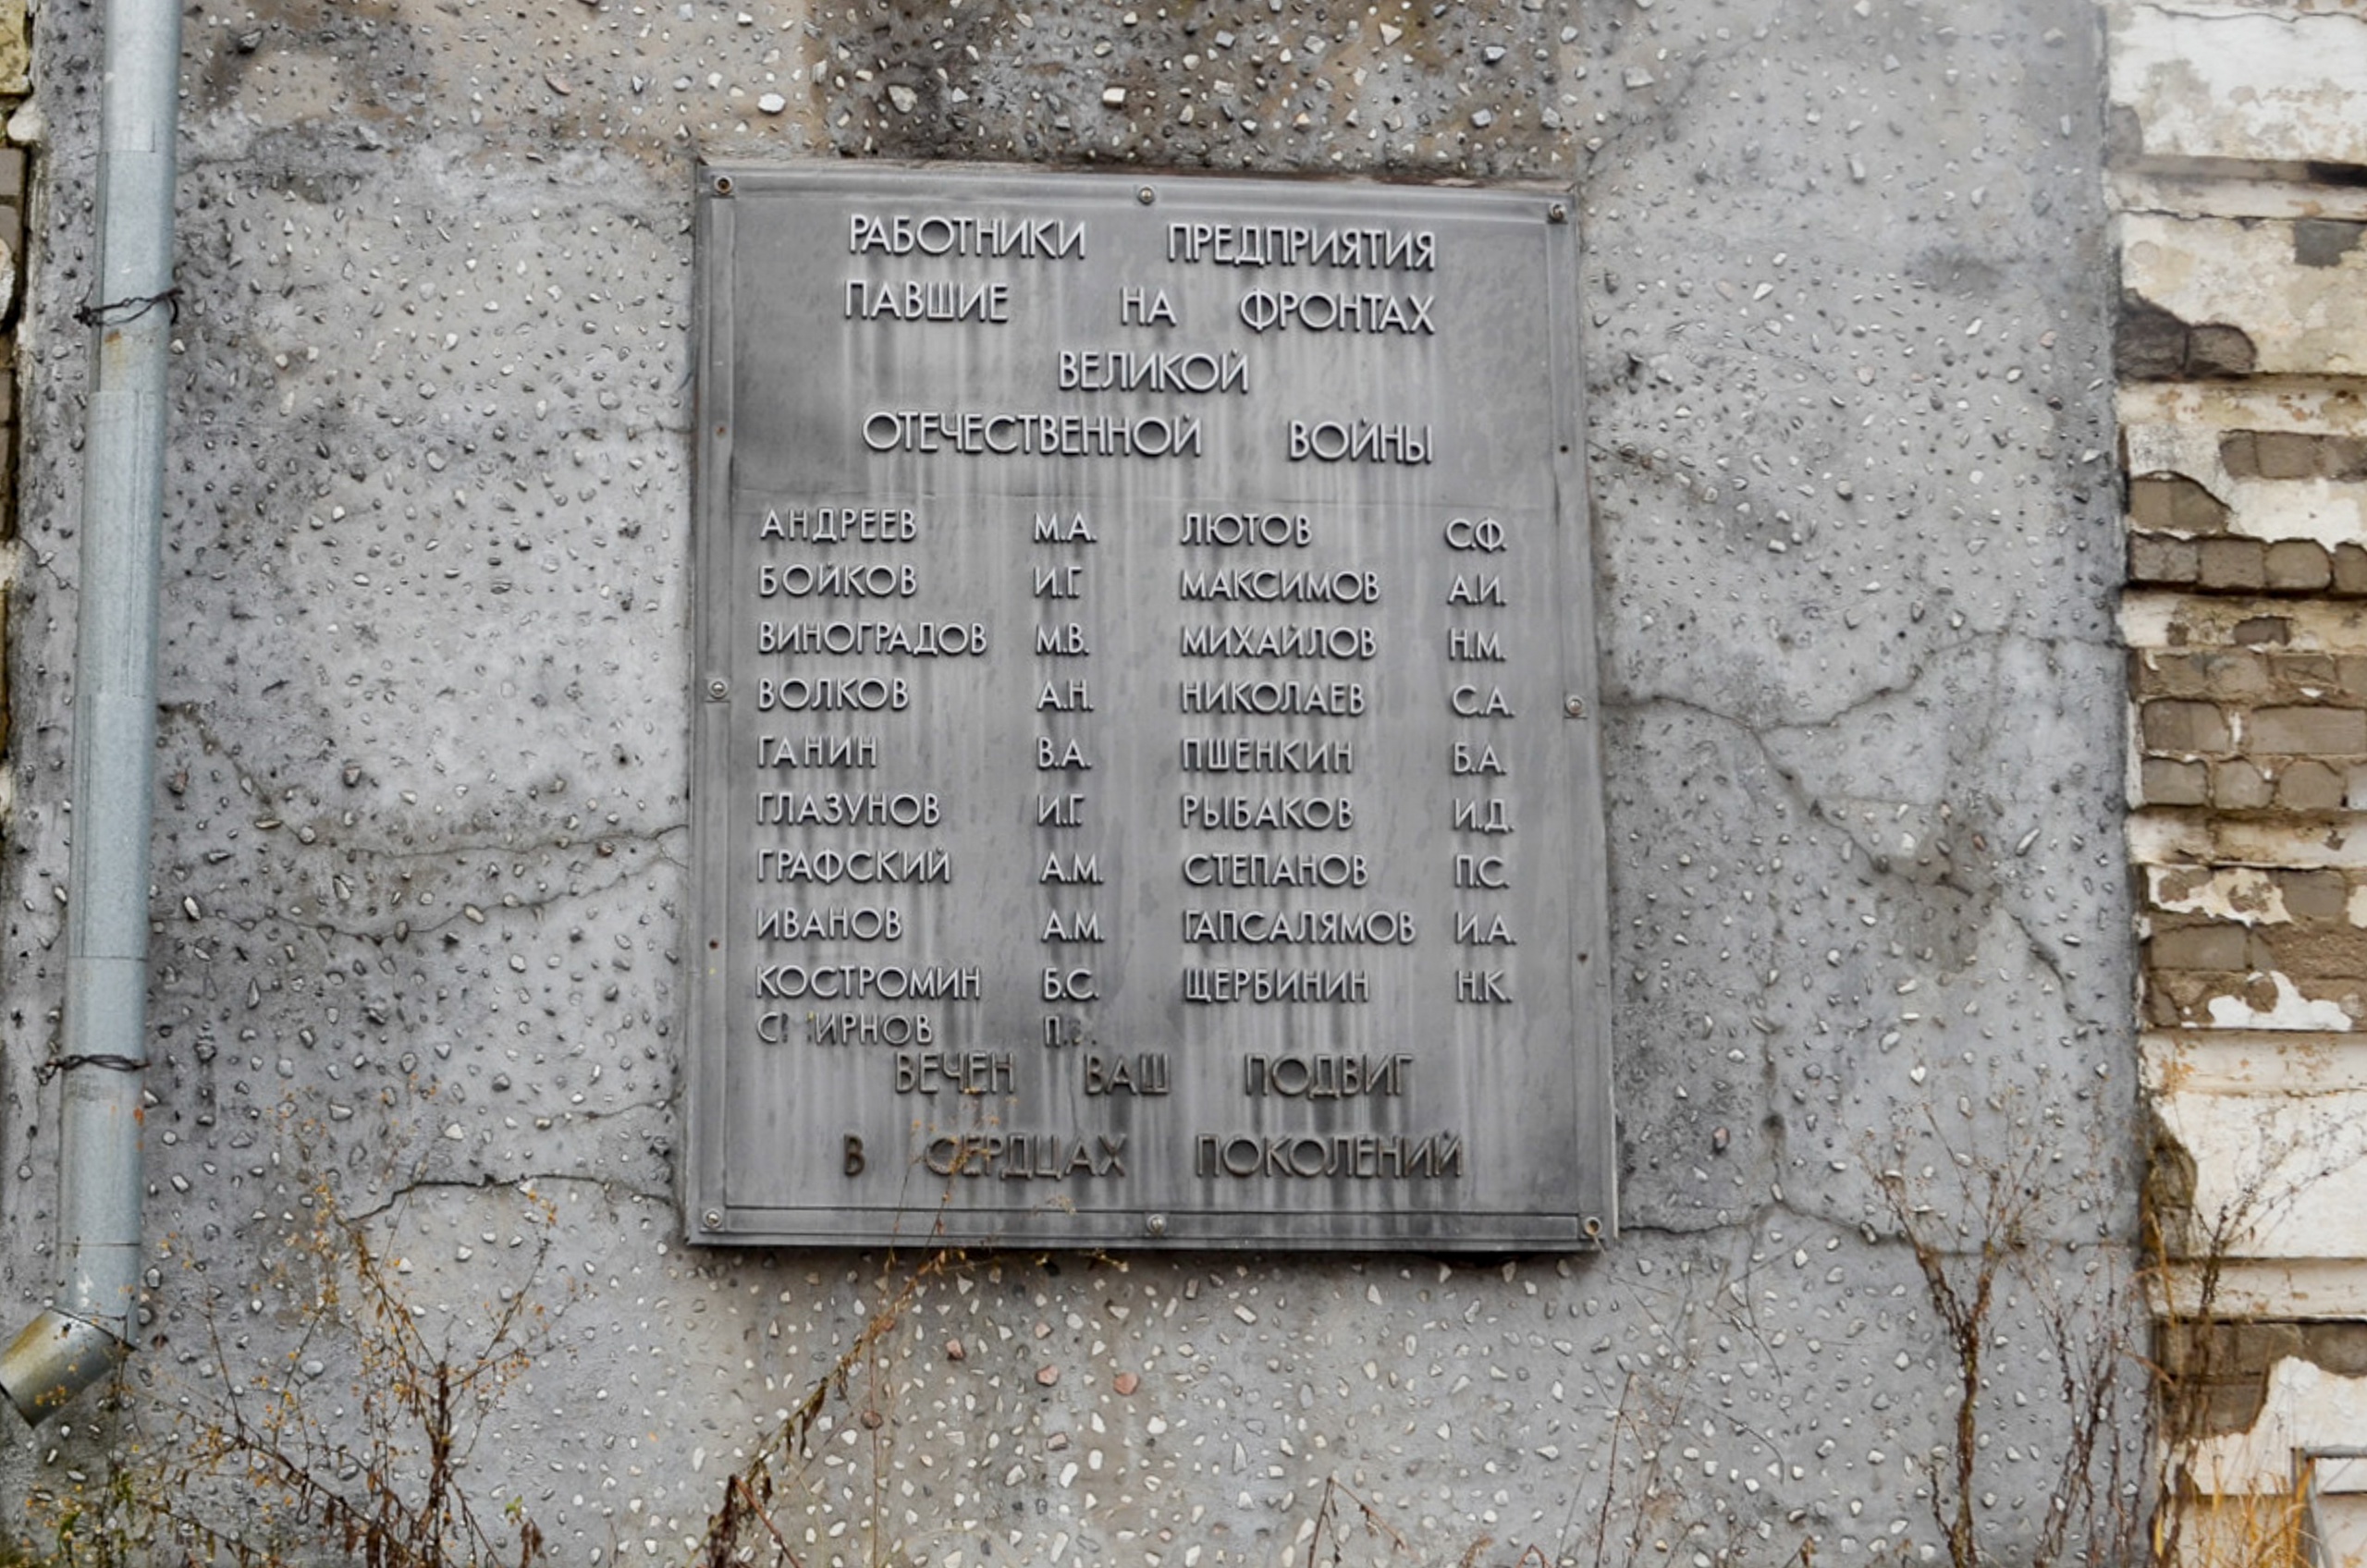 РАБОТНИКИ ПРЕДПРИЯТИЯ
ПАВШИЕ НА ФРОНТАХ
ВЕЛИКОЙ
ОТЕЧЕСТВЕННОЙ ВОЙНЫ
АНДРЕЕВ М.А. ЛЮТОВ С.Ф.
БОЙКОВ И.Г МАКСИМОВ А.И.
ВИНОГРАДОВ М.В. МИХАЙЛОВ Н.М.
ВОЛКОВ А.Н. НИКОЛАЕВ С.А.
ГАНИН В.А. ПШЕНКИН Б.А.
ГЛАЗУНОВ И.Г. РЫБАКОВ И.Д.
ГРАФСКИЙ А.М. СТЕПАНОВ П.С.
ИВАНОВ А.М. ГАПСАЛЯМОВ И.А.
КОСТРОМИН Б.С. ЩЕРБИНИН Н.К.
ВЕЧЕН ВАШ ПОДВИГ
В СЕРДЦАХ ПОКОЛЕНИЙ